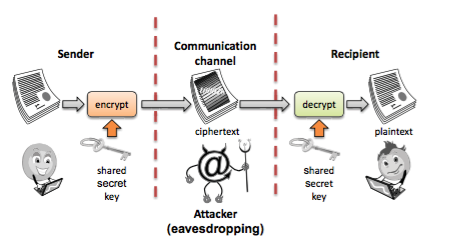 Sender
Communication
channel
Recipient
encrypt
decrypt
ciphertext
plaintext
shared
secret
key
@
shared
secret
key
Attacker
(eavesdropping)